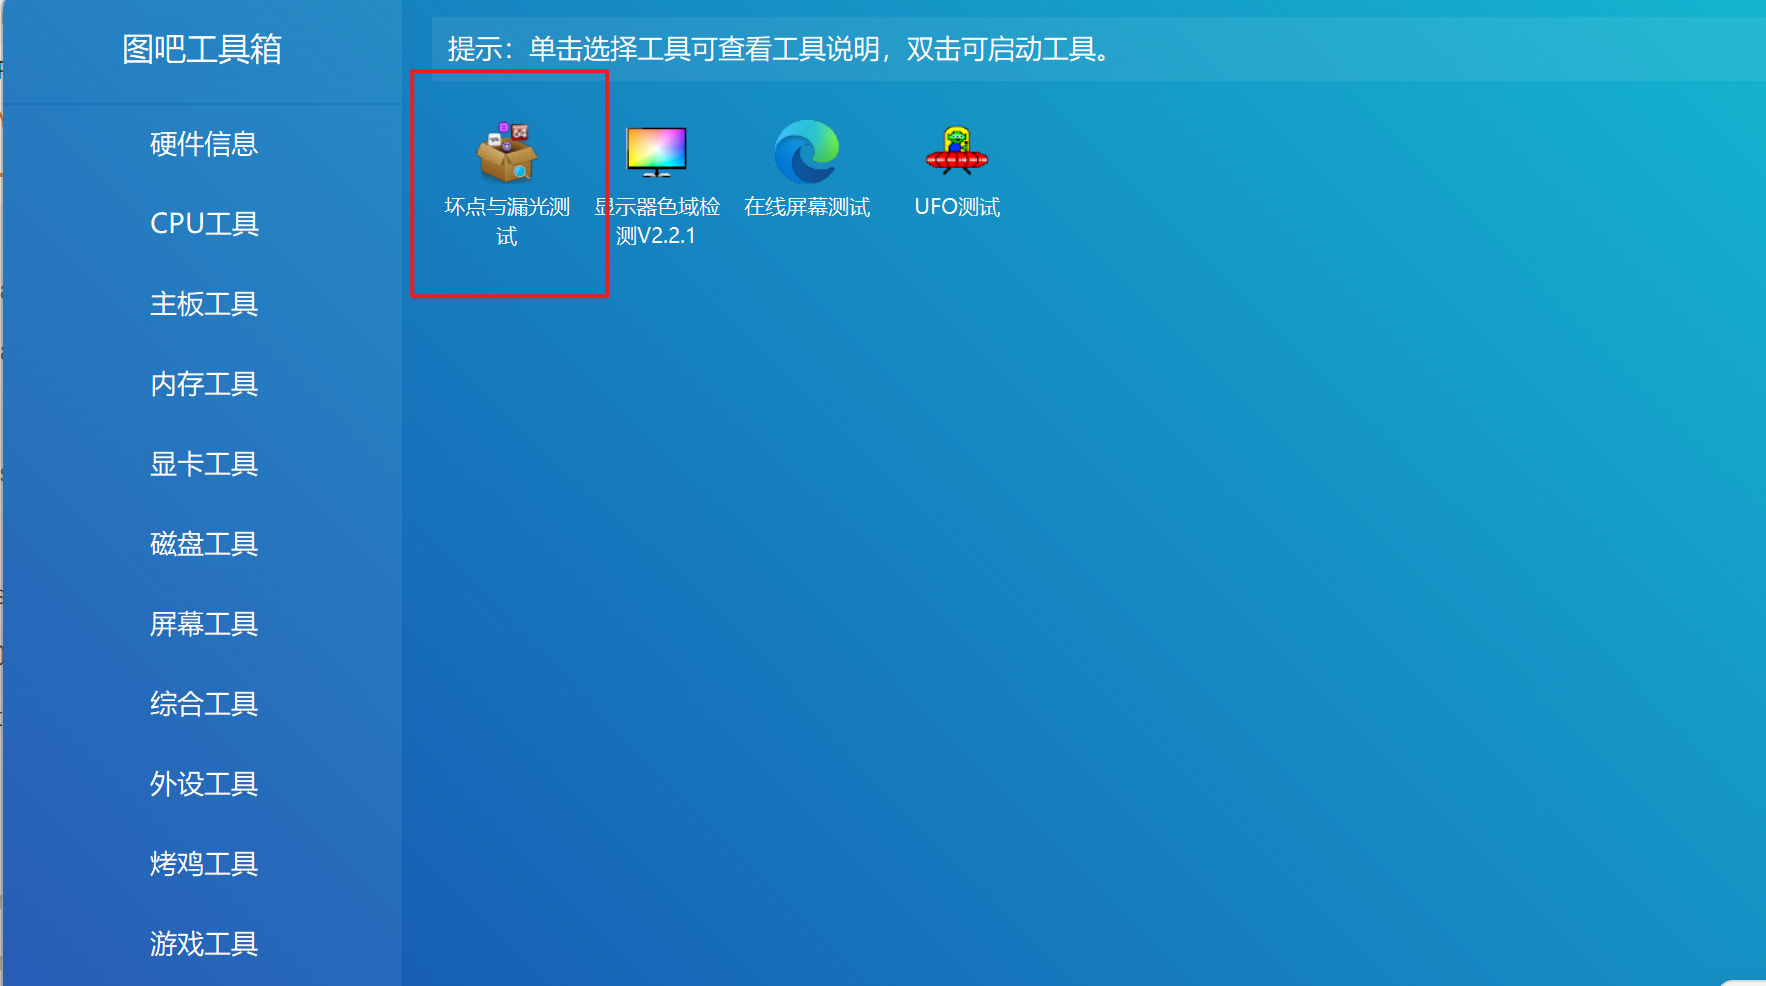 图吧工具箱
提示：单击选择工具可查看工具说明，双击可启动工具。
硬件信息
CPU工具
主板工具
内存工具
显卡工具
磁盘工具
屏幕工具
综合工具
外设工具
烤鸡工具
游戏工具
64
坏点与漏光测
试
显示器色域检
测V2.2.1
在线屏幕测试
UFO测试